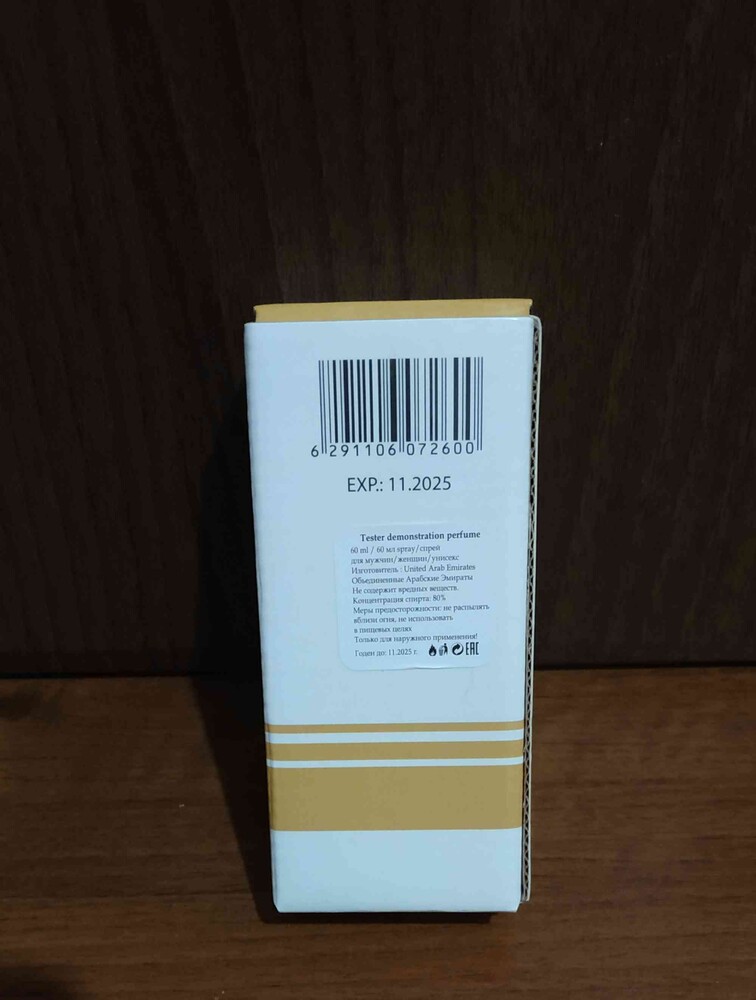 6 291106 072600
EXP.: 11.2025
Tester demonstration perfume
60 ml / 60 мл spray/спрей
для мужчин/женщин/унисекс
Изготовитель : United Arab Emirates
Объединенные Арабские Эмираты
Не содержит вредных веществ.
Концентрация спирта: 80%
Меры предосторожности: не распылять
вблизи огня, не использовать
в пищевых целях
Только для наружного применения!
Годен до: 11.2025 г. EAC